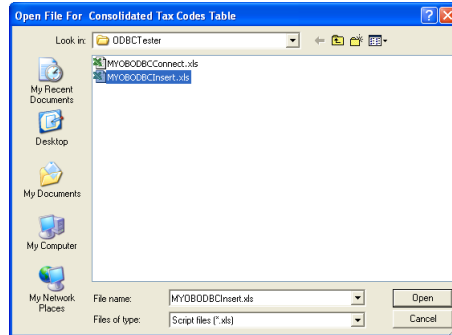 Open File For Consolidated Tax Codes Table
Look in: ODBCTester
MYOBODBCConnect.xls
MYOBODBCInsert.xls
My Recent
Documents
Desktop
My Documents
My Computer
My Network
Places
File name: MYOBODBCInsert.xls Open
Files of type: Script files (*.xls) Cancel